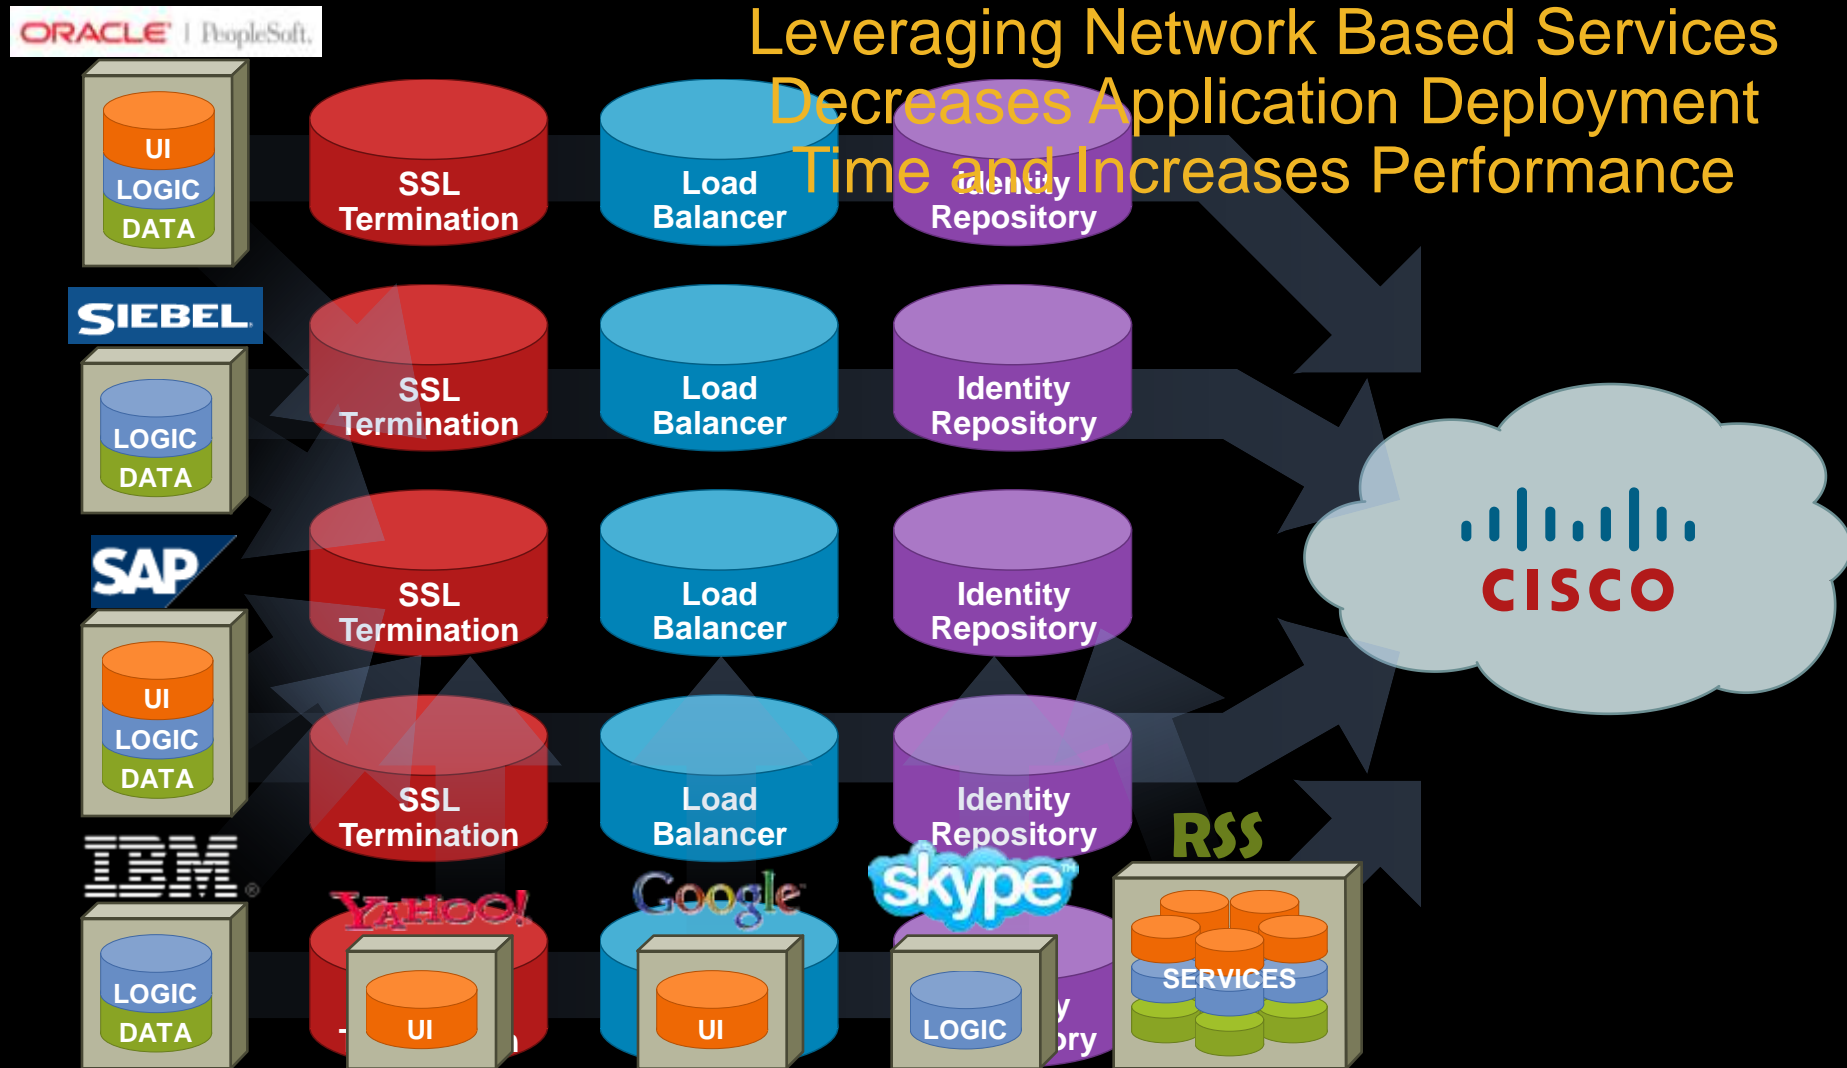 ORACLE | PeopleSoft.
Leveraging Network Based Services
Decreases Application Deployment
Time and Increases Performance
UI
LOGIC
DATA
SSL
Termination
Load
Balancer
Identity
Repository
SIEBEL
LOGIC
DATA
SSL
Termination
Load
Balancer
Identity
Repository
CISCO
SAP
UI
LOGIC
DATA
SSL
Termination
Load
Balancer
Identity
Repository
SSL
Termination
Load
Balancer
Identity
Repository
IBM®
LOGIC
DATA
YAHOO!
UI
Google™
UI
skype™
LOGIC
RSS
SERVICES